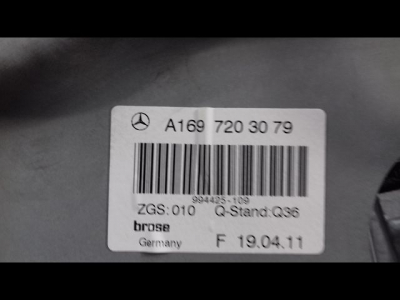 A169 720 30 79
994425-109
ZGS:010 Q-Stand:Q36
brose
Germany F 19.04.11